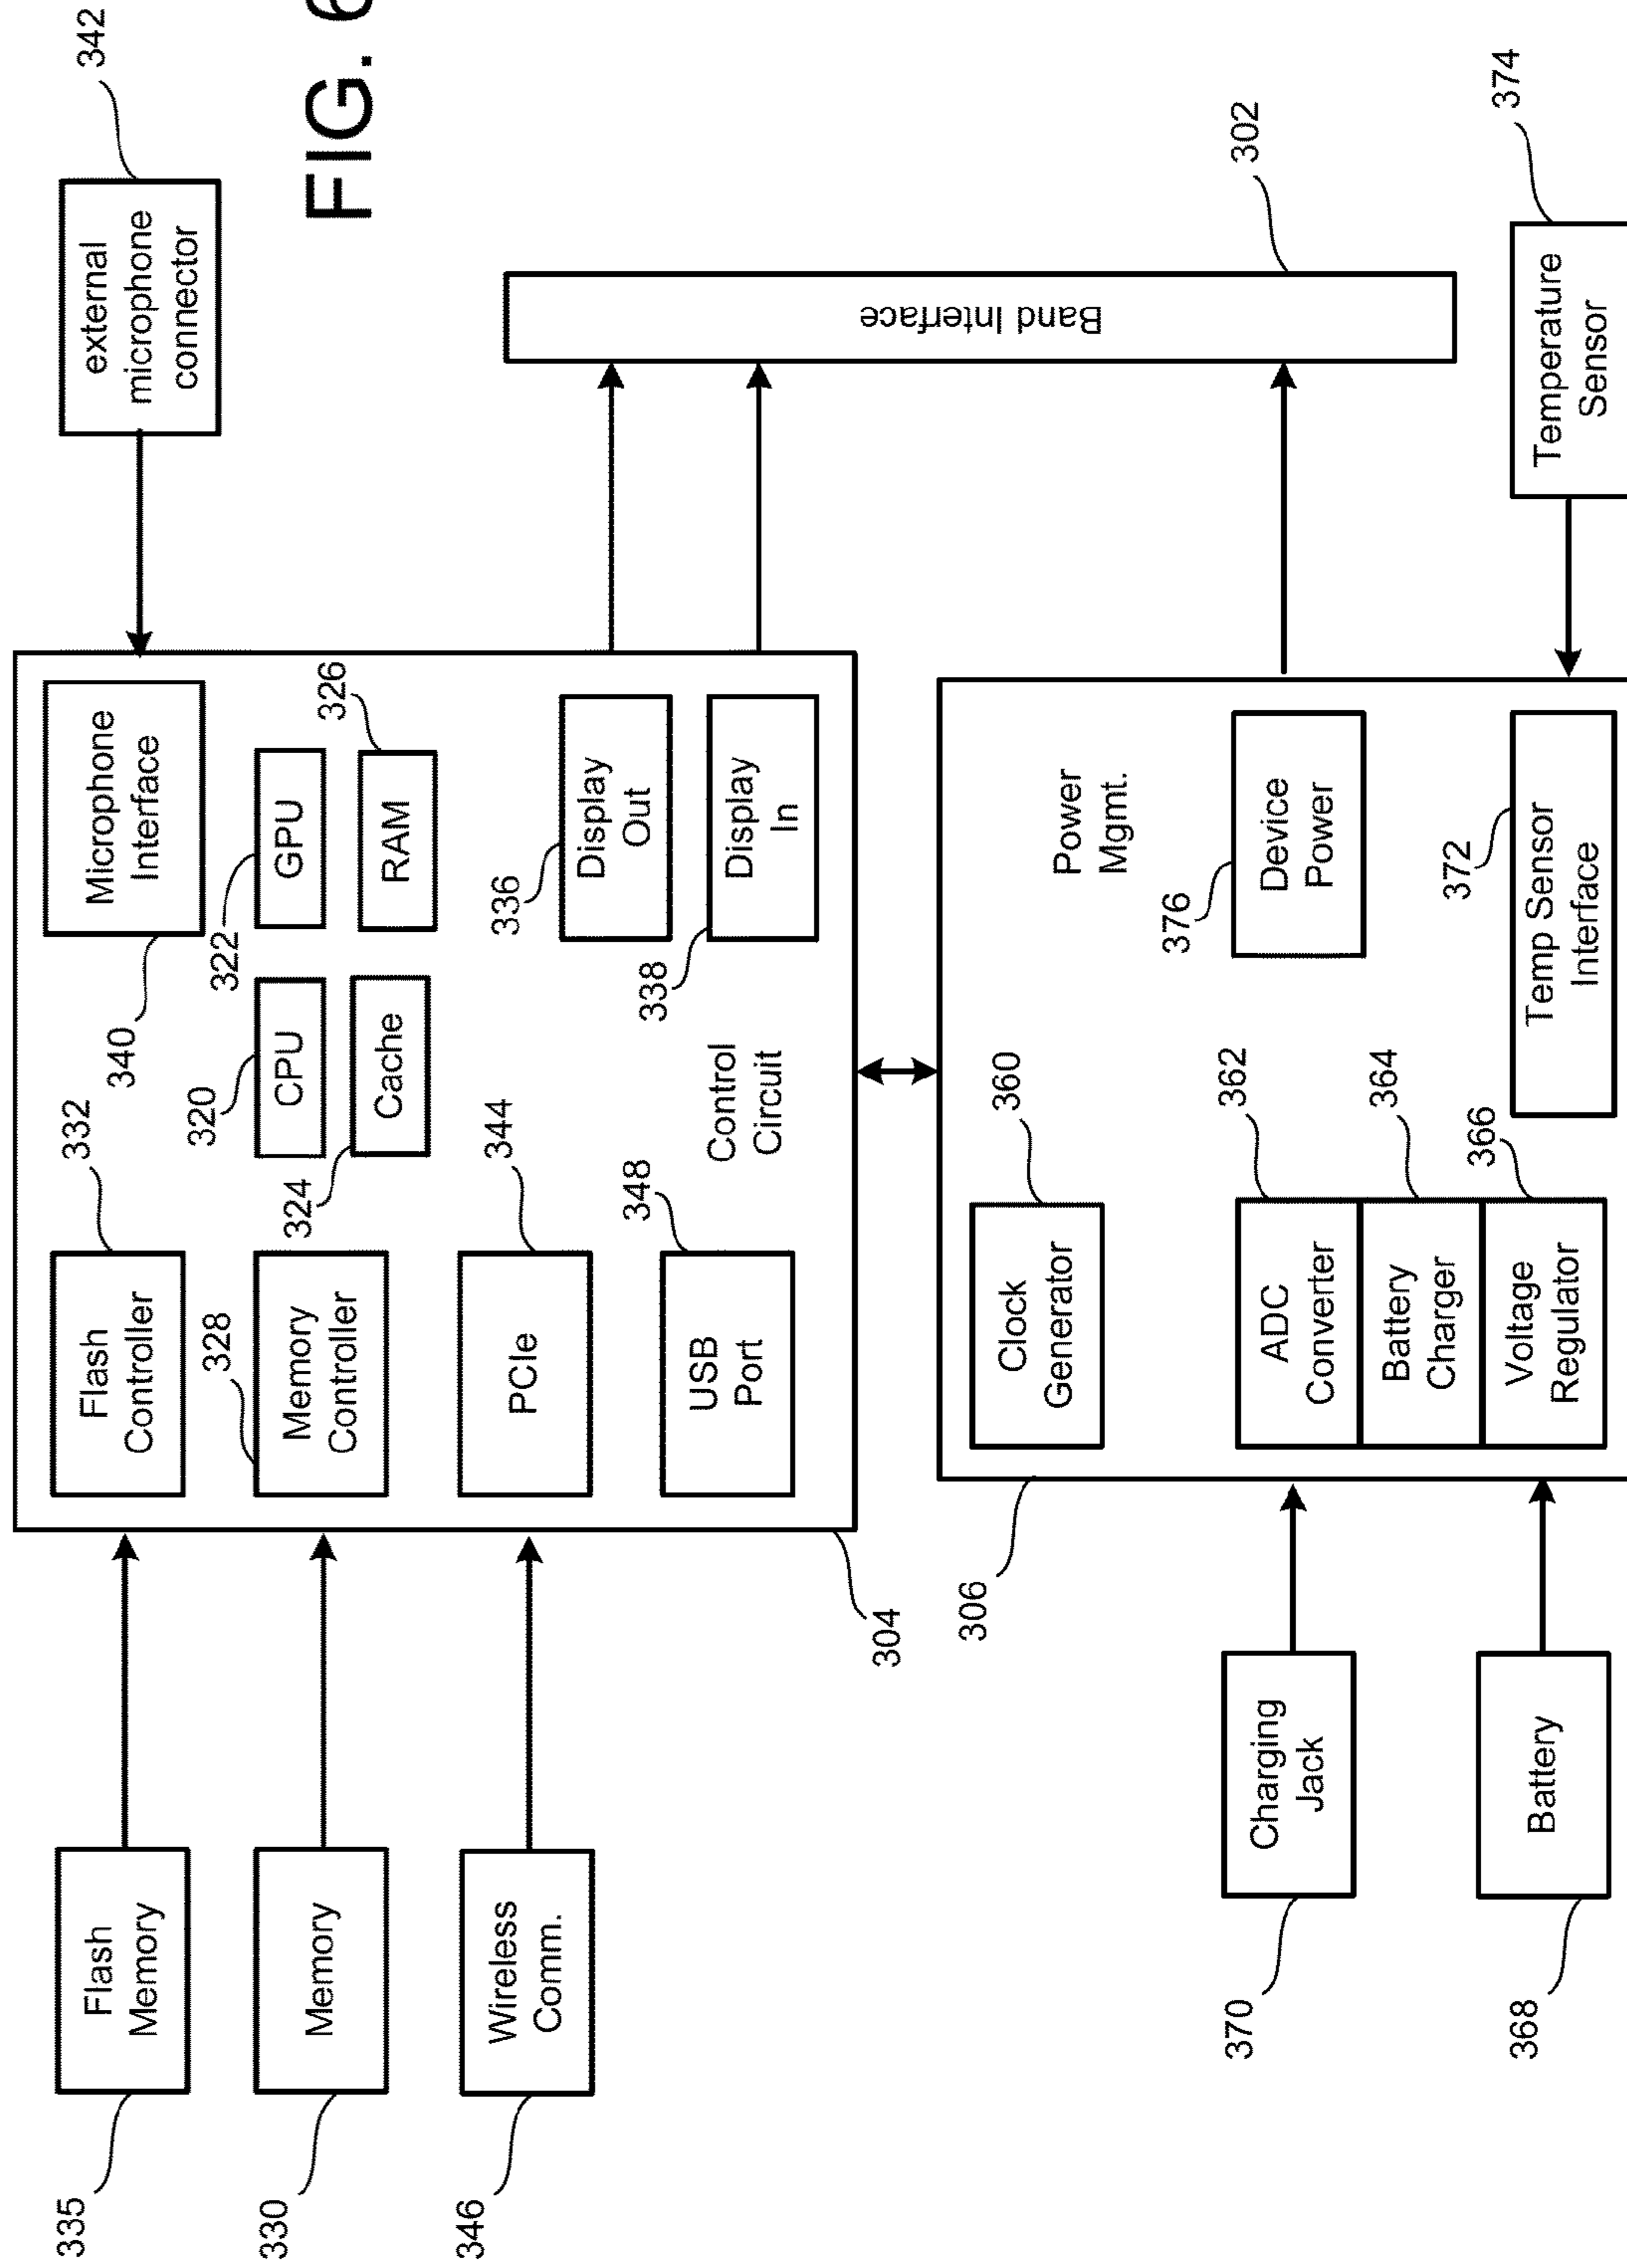 FIG. 6
342
external
microphone
connector
302
Band Interface
374
Temperature
Sensor
Microphone
Interface
340
322
GPU
326
RAM
320
CPU
324
Cache
336
Display
Out
338
Display
In
332
Flash
Controller
328
Memory
Controller
344
PCIe
348
USB
Port
Control
Circuit
304
335
Flash
Memory
330
Memory
346
Wireless
Comm.
Power
Mgmt.
376
Device
Power
372
Temp Sensor
Interface
360
Clock
Generator
362
ADC
Converter
364
Battery
Charger
366
Voltage
Regulator
306
370
Charging
Jack
368
Battery